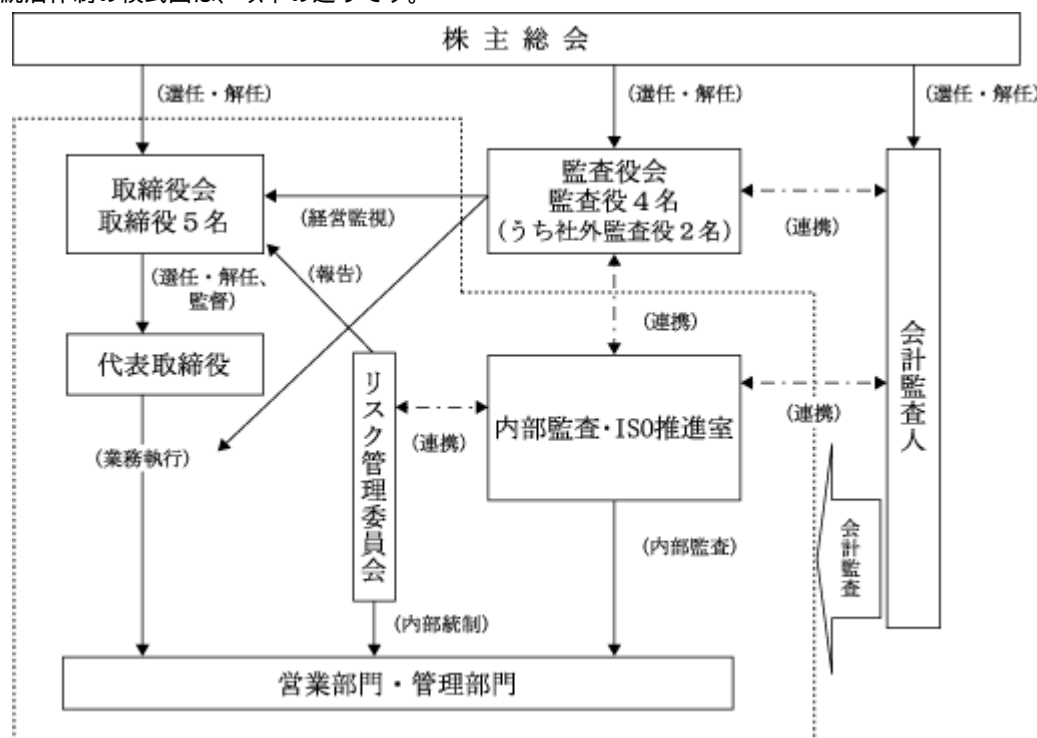 統治体制の模式図は、以下の通りです。
株主総会
(選任・解任)
(選任・解任)
(選任・解任)
取締役会
取締役5名
監査役会
監査役4名
(うち社外監査役2名)
(経営監視)
(連携)
(選任・解任、
監督)
(報告)
(連携)
代表取締役
リスク管理委員会
(連携)
内部監査・ISO推進室
(連携)
会計監査人
(業務執行)
(内部監査)
会計監査
(内部統制)
営業部門・管理部門